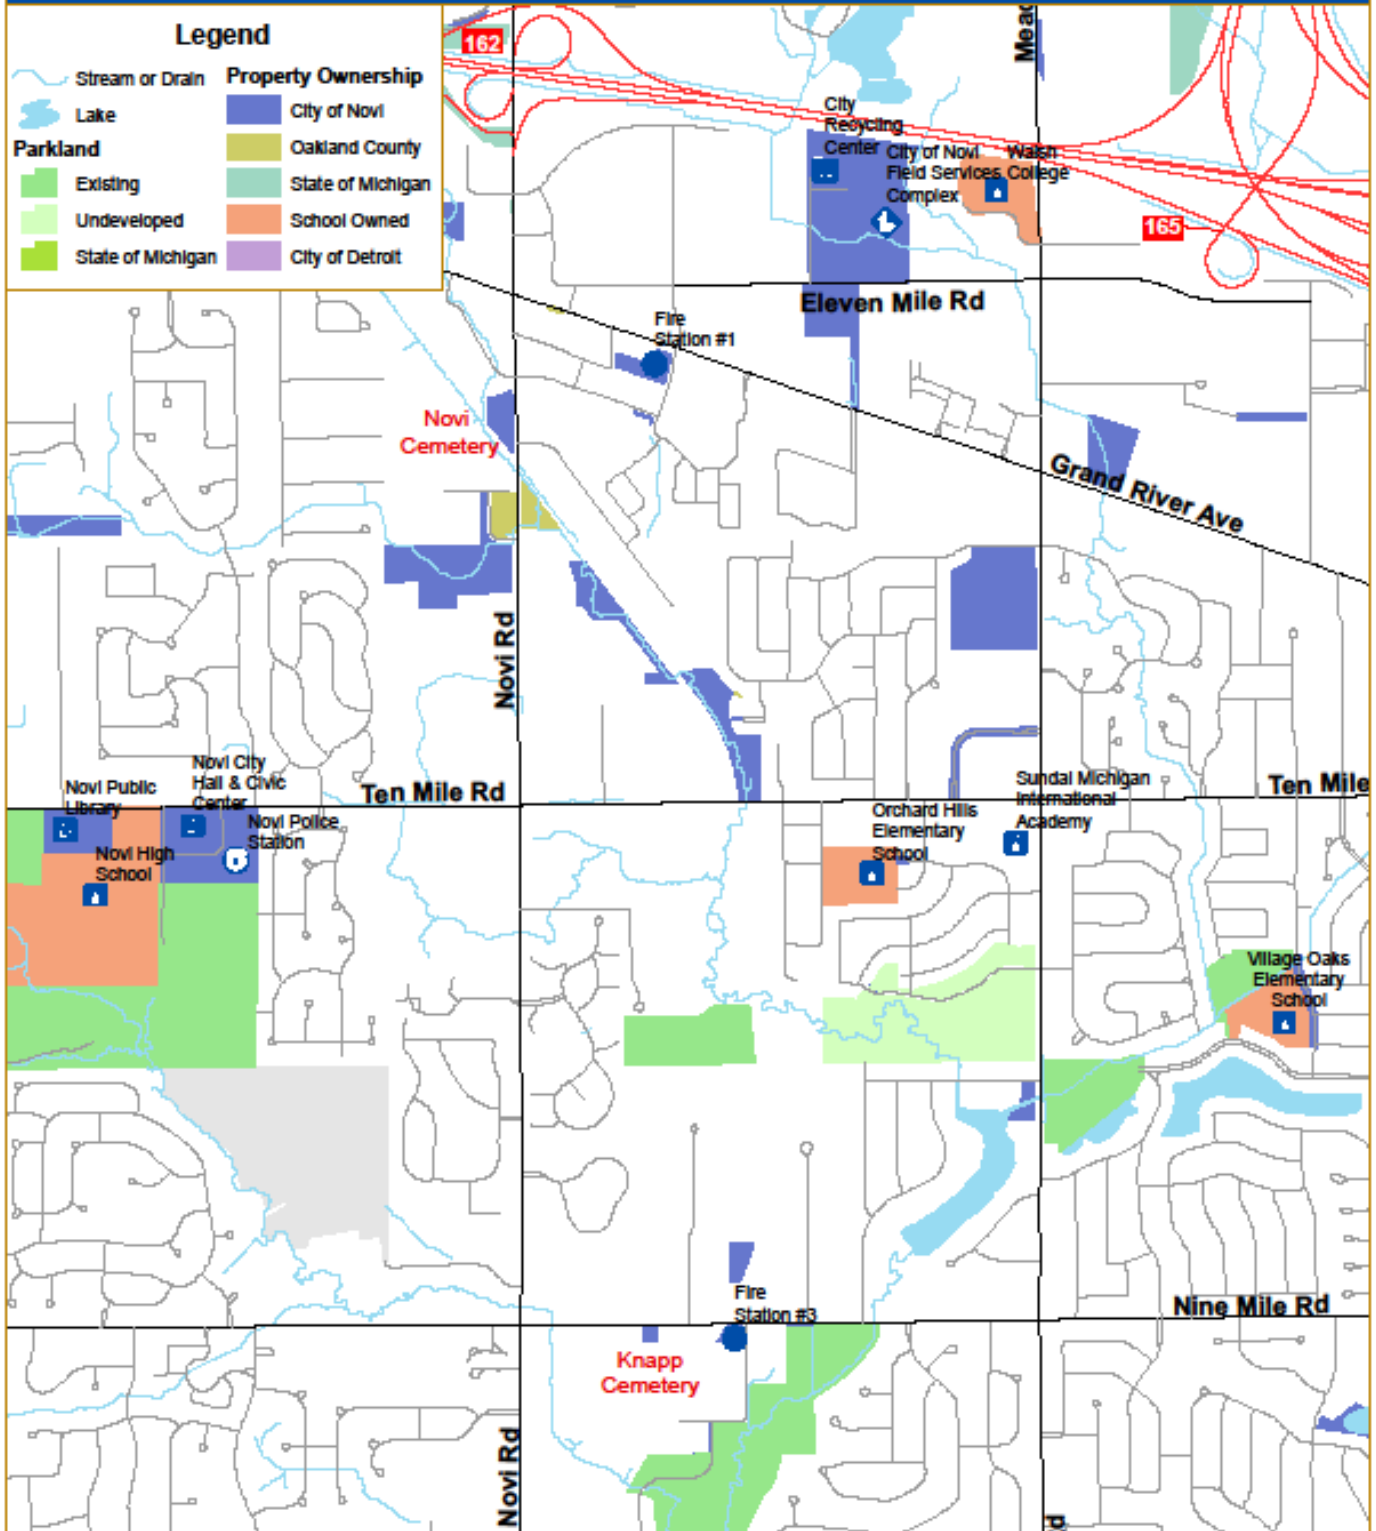 Legend
Stream or Drain
Lake
Parkland
Existing
Undeveloped
State of Michigan
Property Ownership
City of Novi
Oakland County
State of Michigan
School Owned
City of Detroit
162
Mead
City
Recycling
Center
City of Novi
Field Services
Complex
Walsh
College
165
Eleven Mile Rd
Fire
Station #1
Novi
Cemetery
Grand River Ave
Novi Rd
Ten Mile Rd
Ten Mile
Novi Public
Library
Novi City
Hall & Civic
Center
Novi Police
Station
Novi High
School
Orchard Hills
Elementary
School
Sundai Michigan
International
Academy
Village Oaks
Elementary
School
Fire
Station #3
Nine Mile Rd
Knapp
Cemetery
Novi Rd